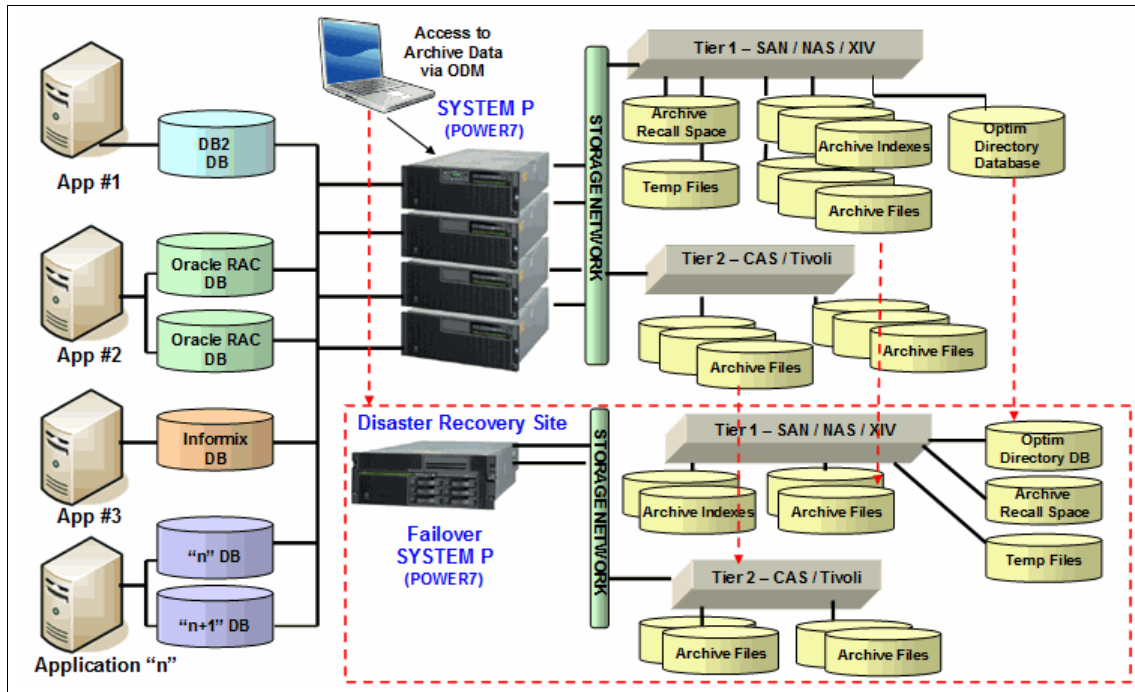 Access to
Archive Data
via ODM
SYSTEM P
(POWER7)
App #1
DB2
DB
App #2
Oracle RAC
DB
Oracle RAC
DB
App #3
Informix
DB
Application “n”
“n” DB
“n+1” DB
STORAGE NETWORK
Tier 1 – SAN / NAS / XIV
Archive
Recall Space
Temp Files
Archive Indexes
Archive Files
Optim
Directory
Database
Tier 2 – CAS / Tivoli
Archive Files
Archive Files
Disaster Recovery Site
Failover
SYSTEM P
(POWER7)
STORAGE NETWORK
Tier 1 – SAN / NAS / XIV
Archive Indexes
Archive Files
Optim
Directory DB
Archive
Recall Space
Temp Files
Tier 2 – CAS / Tivoli
Archive Files
Archive Files